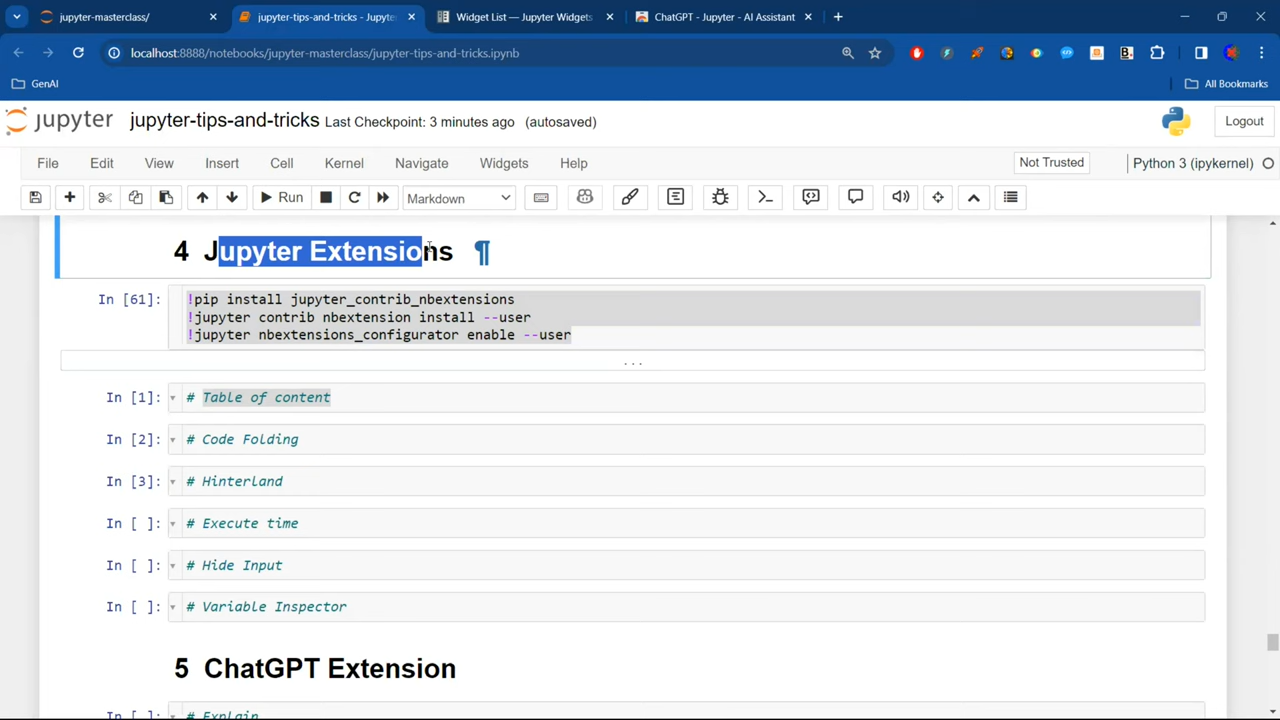 jupyter-masterclass/
jupyter-tips-and-tricks - Jupyte
Widget List — Jupyter Widgets
ChatGPT - Jupyter - AI Assistant
localhost:8888/notebooks/jupyter-masterclass/jupyter-tips-and-tricks.ipynb
GenAI
All Bookmarks
jupyter jupyter-tips-and-tricks Last Checkpoint: 3 minutes ago (autosaved)
Logout
File Edit View Insert Cell Kernel Navigate Widgets Help
Not Trusted
Python 3 (ipykernel)
Run
Markdown
4 Jupyter Extensions ¶
In [61]: !pip install jupyter_contrib_nbextensions
!jupyter contrib nbextension install --user
!jupyter nbextensions_configurator enable --user
...
In [1]: # Table of content
In [2]: # Code Folding
In [3]: # Hinterland
In [ ]: # Execute time
In [ ]: # Hide Input
In [ ]: # Variable Inspector
5 ChatGPT Extension
In [ ]: # Explain